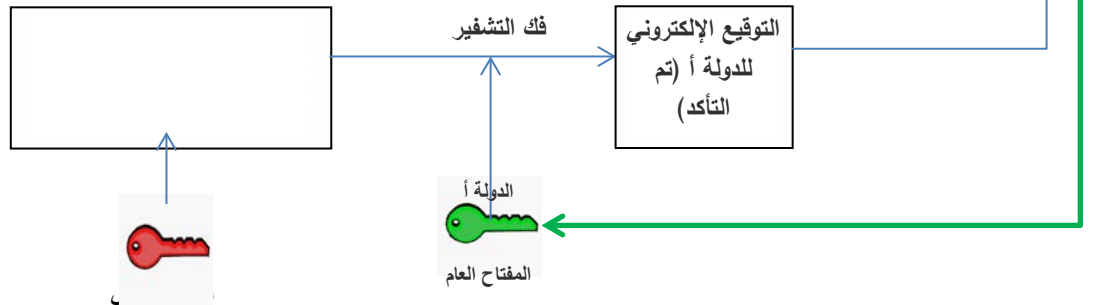 فك التشفير
التوقيع الإلكتروني
للدولة أ (تم
التأكد)
الدولة أ
المفتاح العام